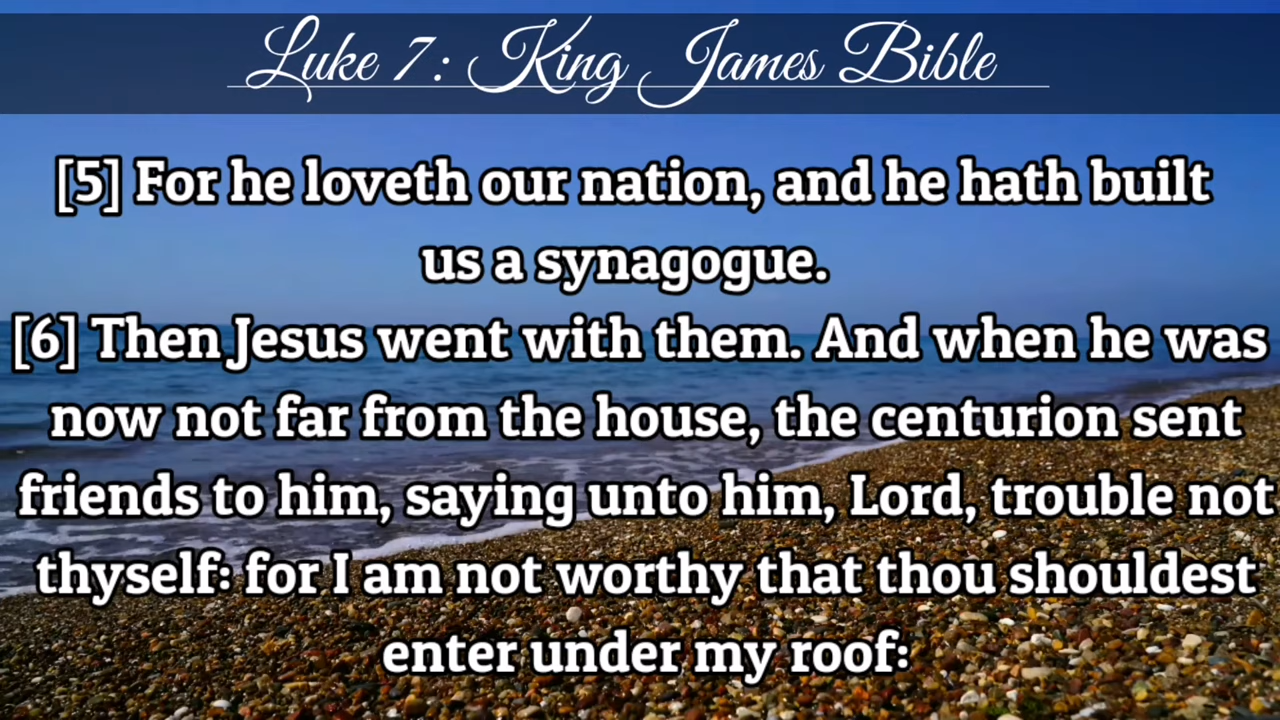 Luke 7: King James Bible
[5] For he loveth our nation, and he hath built
us a synagogue.
[6] Then Jesus went with them. And when he was
now not far from the house, the centurion sent
friends to him, saying unto him, Lord, trouble not
thyself: for I am not worthy that thou shouldest
enter under my roof: